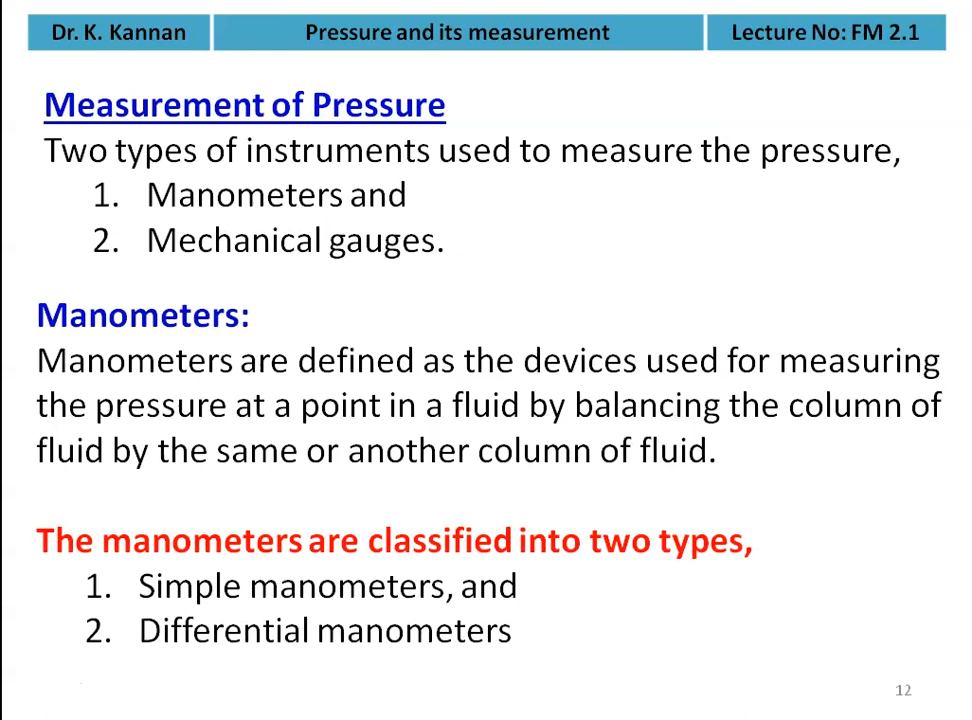 Dr. K. Kannan
Pressure and its measurement
Lecture No: FM 2.1
Measurement of Pressure
Two types of instruments used to measure the pressure,
1. Manometers and
2. Mechanical gauges.
Manometers:
Manometers are defined as the devices used for measuring
the pressure at a point in a fluid by balancing the column of
fluid by the same or another column of fluid.
The manometers are classified into two types,
1. Simple manometers, and
2. Differential manometers
12